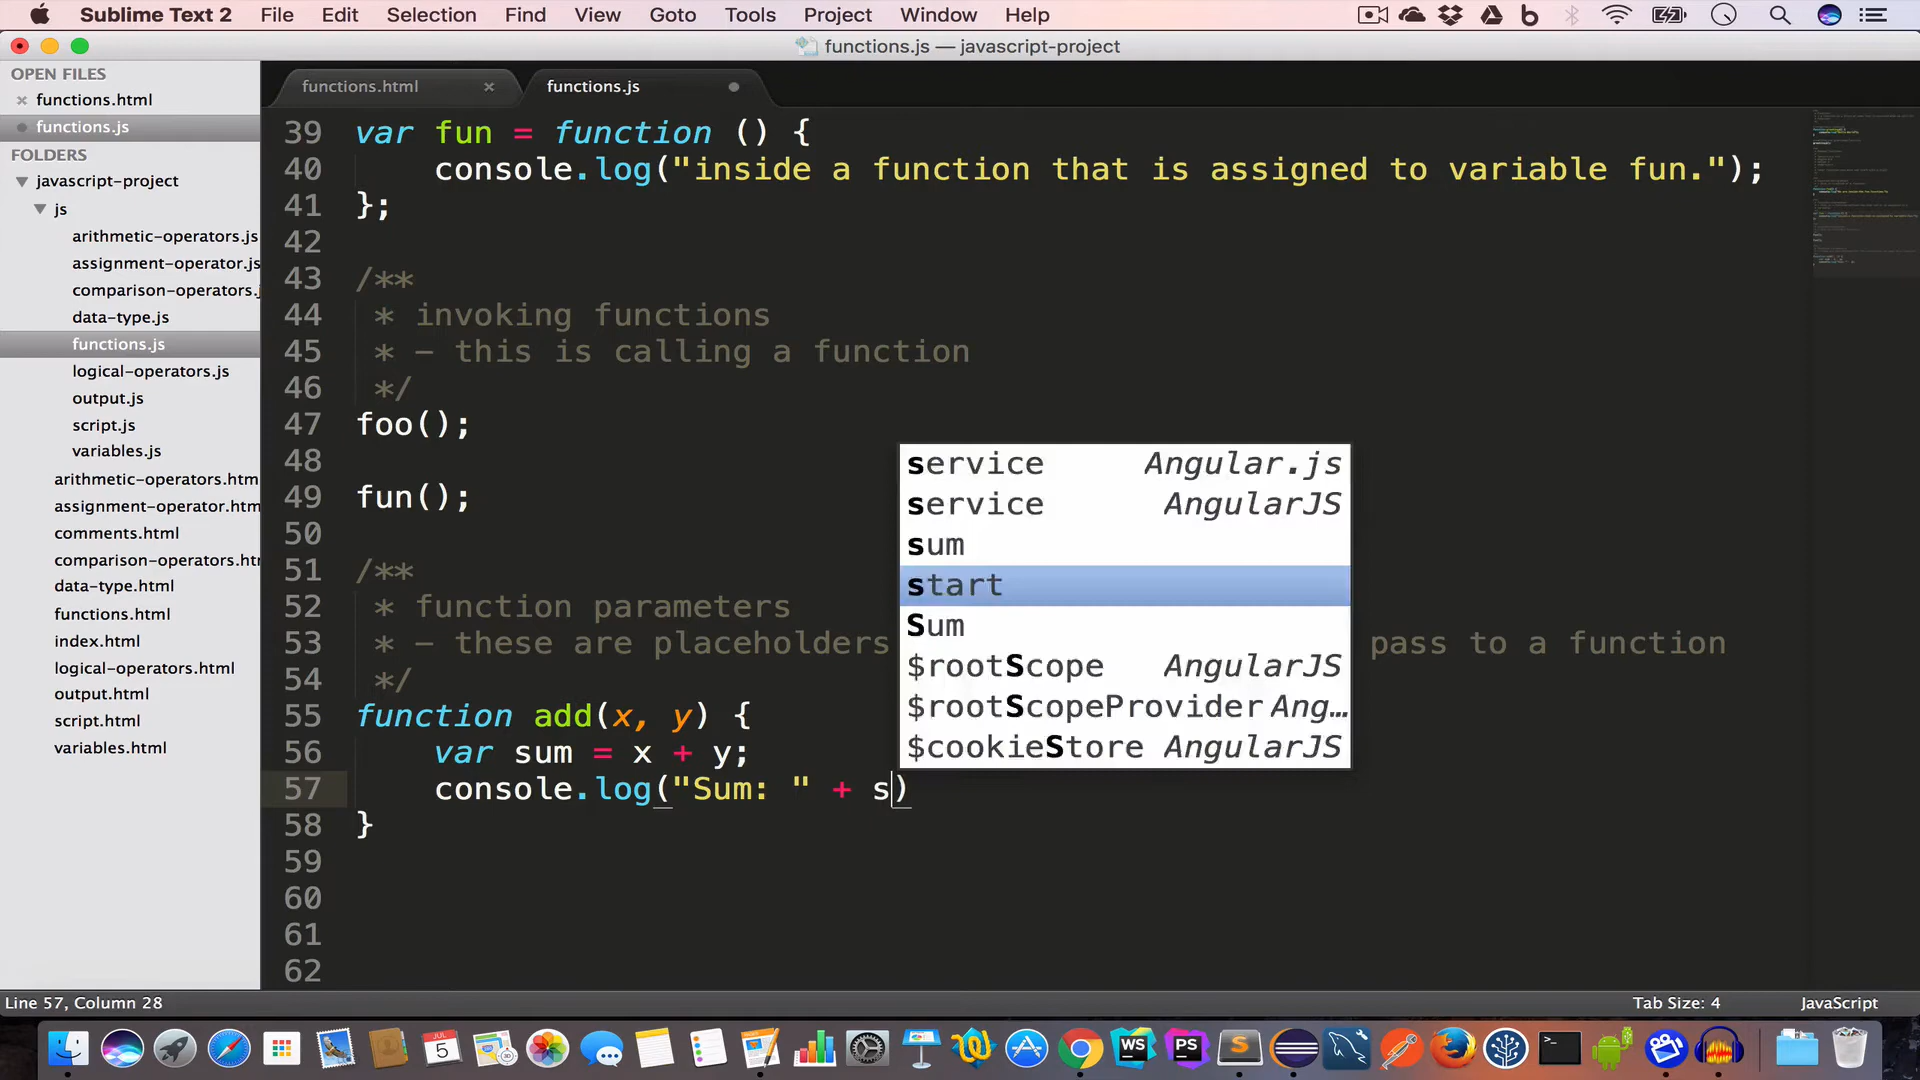 Sublime Text 2 File Edit Selection Find View Goto Tools Project Window Help
functions.js — javascript-project
OPEN FILES
functions.html
functions.js
FOLDERS
javascript-project
js
arithmetic-operators.js
assignment-operator.js
comparison-operators.j
data-type.js
functions.js
logical-operators.js
output.js
script.js
variables.js
arithmetic-operators.htm
assignment-operator.htm
comments.html
comparison-operators.htm
data-type.html
functions.html
index.html
logical-operators.html
output.html
script.html
variables.html
functions.html functions.js
39 var fun = function () {
40 console.log("inside a function that is assigned to variable fun.");
41 };
42
43 /**
44 * invoking functions
45 * - this is calling a function
46 */
47 foo();
48
49 fun();
50
51 /**
52 * function parameters
53 * - these are placeholders pass to a function
54 */
55 function add(x, y) {
56 var sum = x + y;
57 console.log("Sum: " + s)
58 }
59
60
61
62
service Angular.js
service AngularJS
sum
start
Sum
$rootScope AngularJS
$rootScopeProvider Ang…
$cookieStore AngularJS
Line 57, Column 28 Tab Size: 4 JavaScript
JUL
5
WS
PS